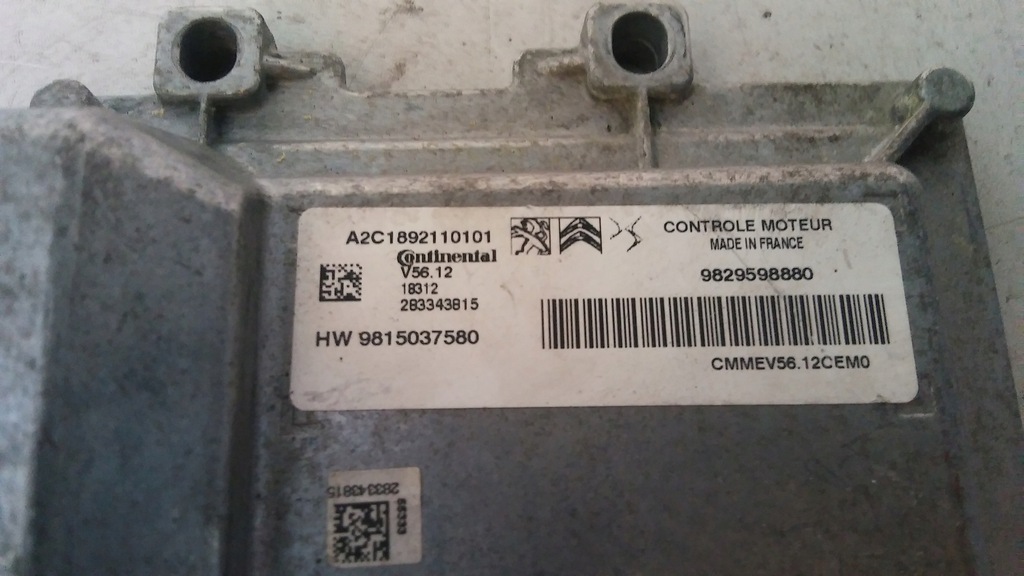 A2C1892110101
Continental
V56.12
18312
283343815
HW 9815037580
CONTROLE MOTEUR
MADE IN FRANCE
9829598880
CMMEV56.12CEM0
283343815